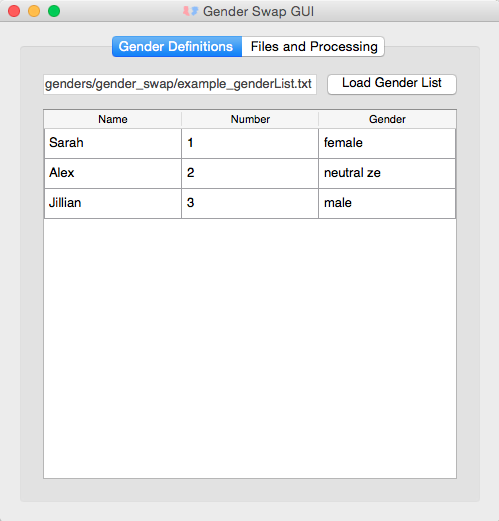 Gender Swap GUI
Gender Definitions Files and Processing
genders/gender_swap/example_genderList.txt Load Gender List
Name Number Gender
Sarah 1 female
Alex 2 neutral ze
Jillian 3 male